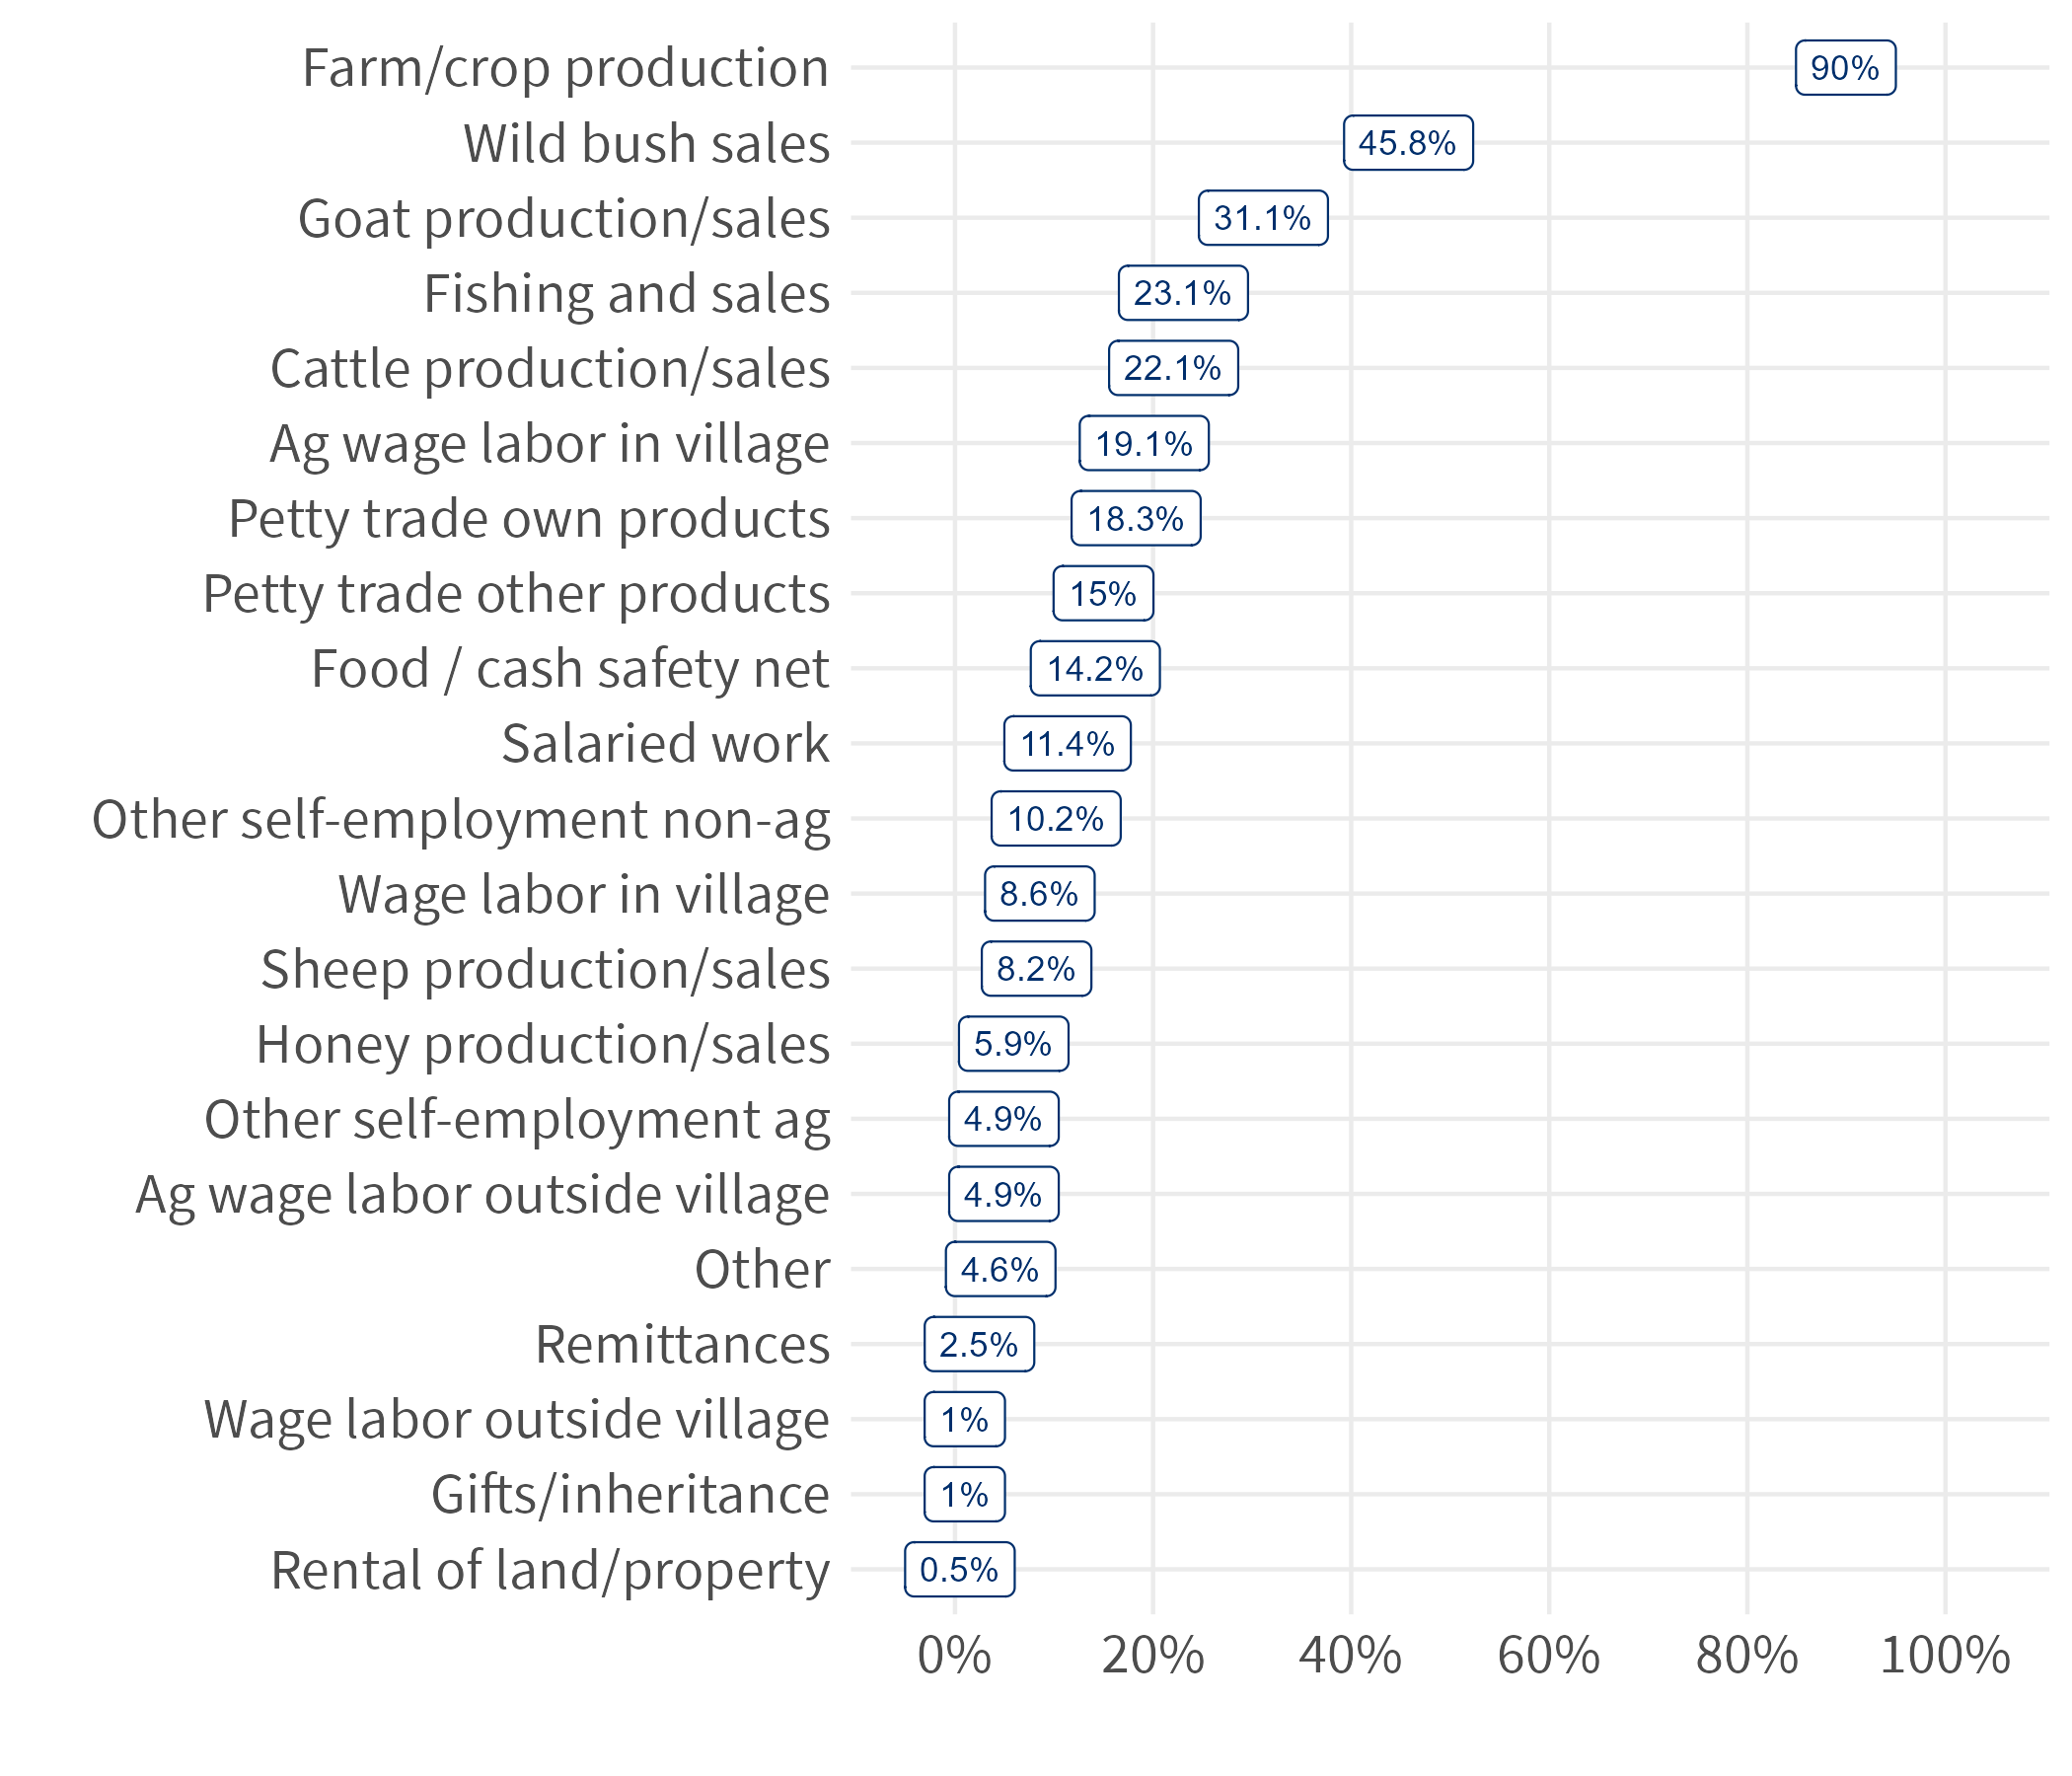 Farm/crop production 90%
Wild bush sales 45.8%
Goat production/sales 31.1%
Fishing and sales 23.1%
Cattle production/sales 22.1%
Ag wage labor in village 19.1%
Petty trade own products 18.3%
Petty trade other products 15%
Food / cash safety net 14.2%
Salaried work 11.4%
Other self-employment non-ag 10.2%
Wage labor in village 8.6%
Sheep production/sales 8.2%
Honey production/sales 5.9%
Other self-employment ag 4.9%
Ag wage labor outside village 4.9%
Other 4.6%
Remittances 2.5%
Wage labor outside village 1%
Gifts/inheritance 1%
Rental of land/property 0.5%
0% 20% 40% 60% 80% 100%